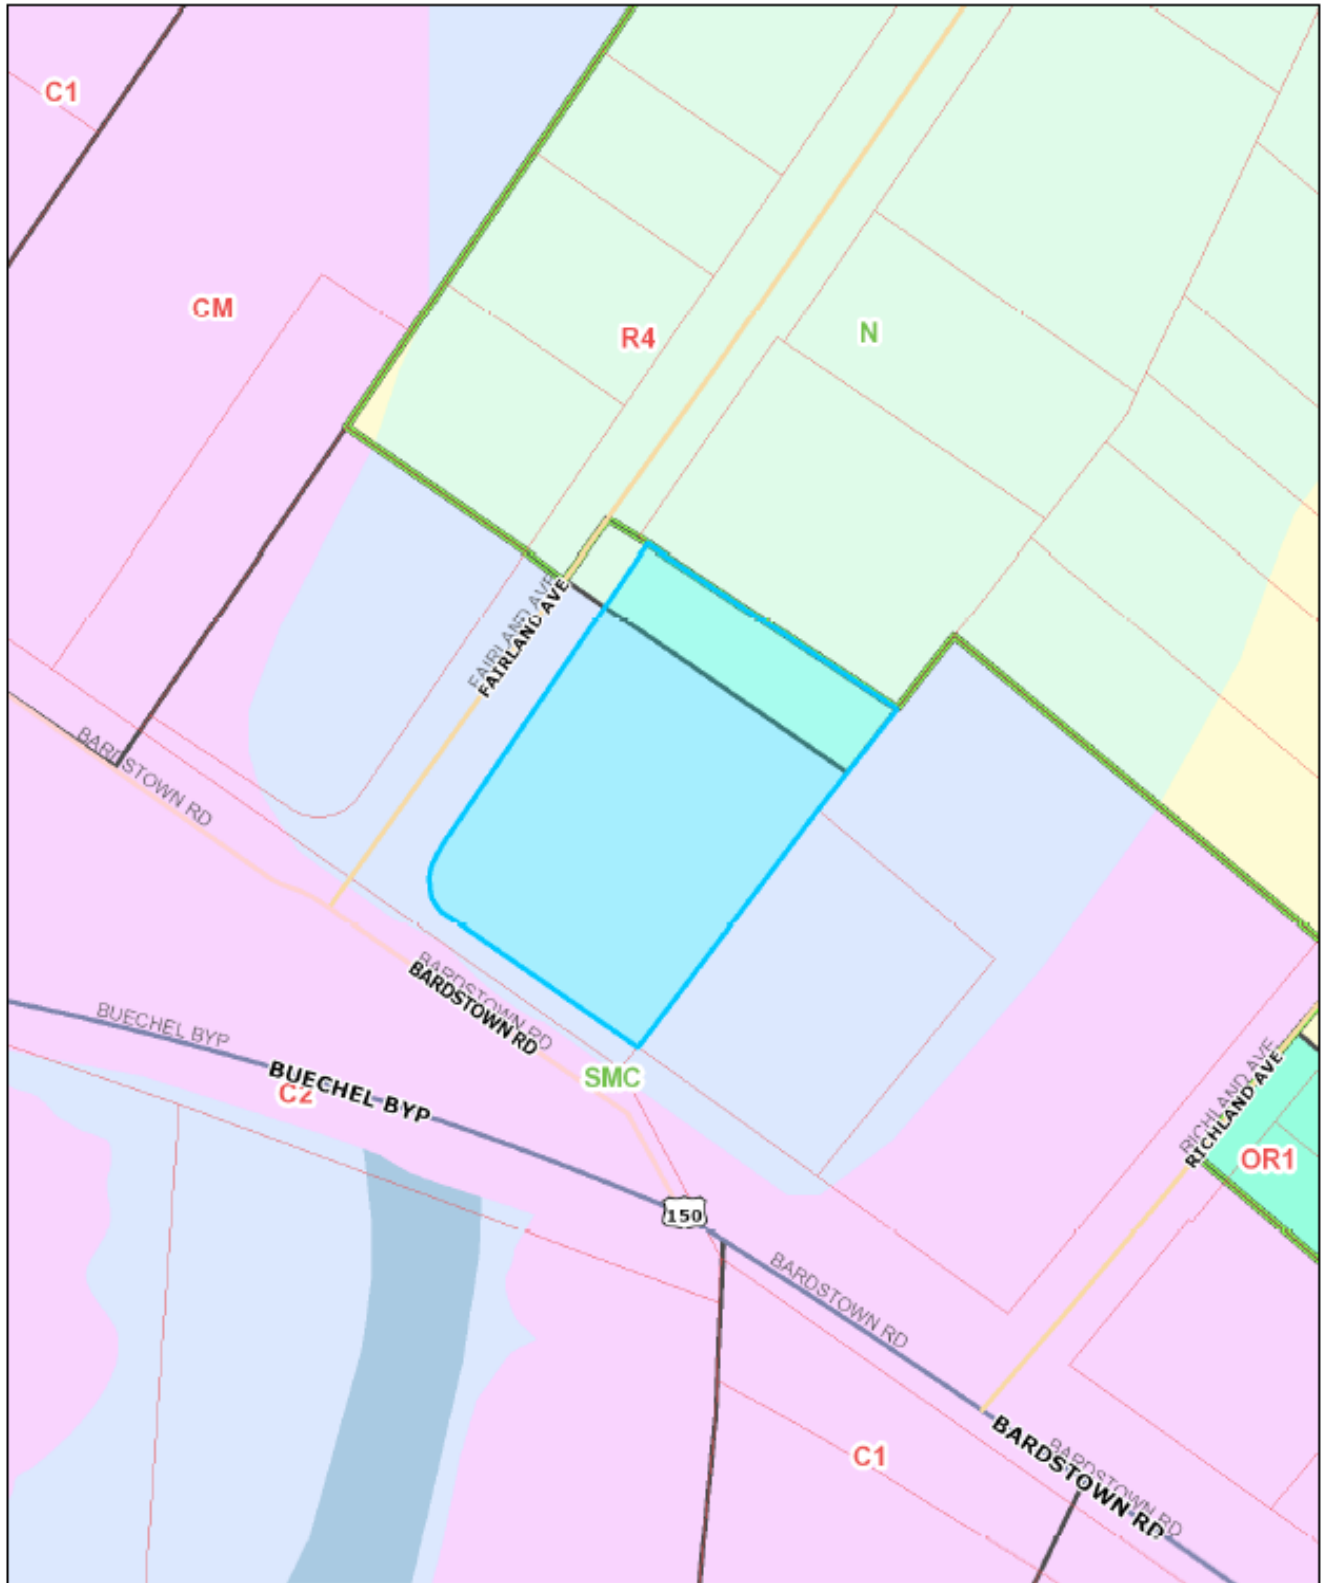 C1
CM
R4
N
FAIRLAND AVE
FAIRLAND AVE
BARDSTOWN RD
BARDSTOWN RD
BARDSTOWN RD
BUECHEL BYP
BUECHEL BYP
C2
SMC
RICHLAND AVE
RICHLAND AVE
OR1
150
BARDSTOWN RD
C1
BARDSTOWN RD
BARDSTOWN RD